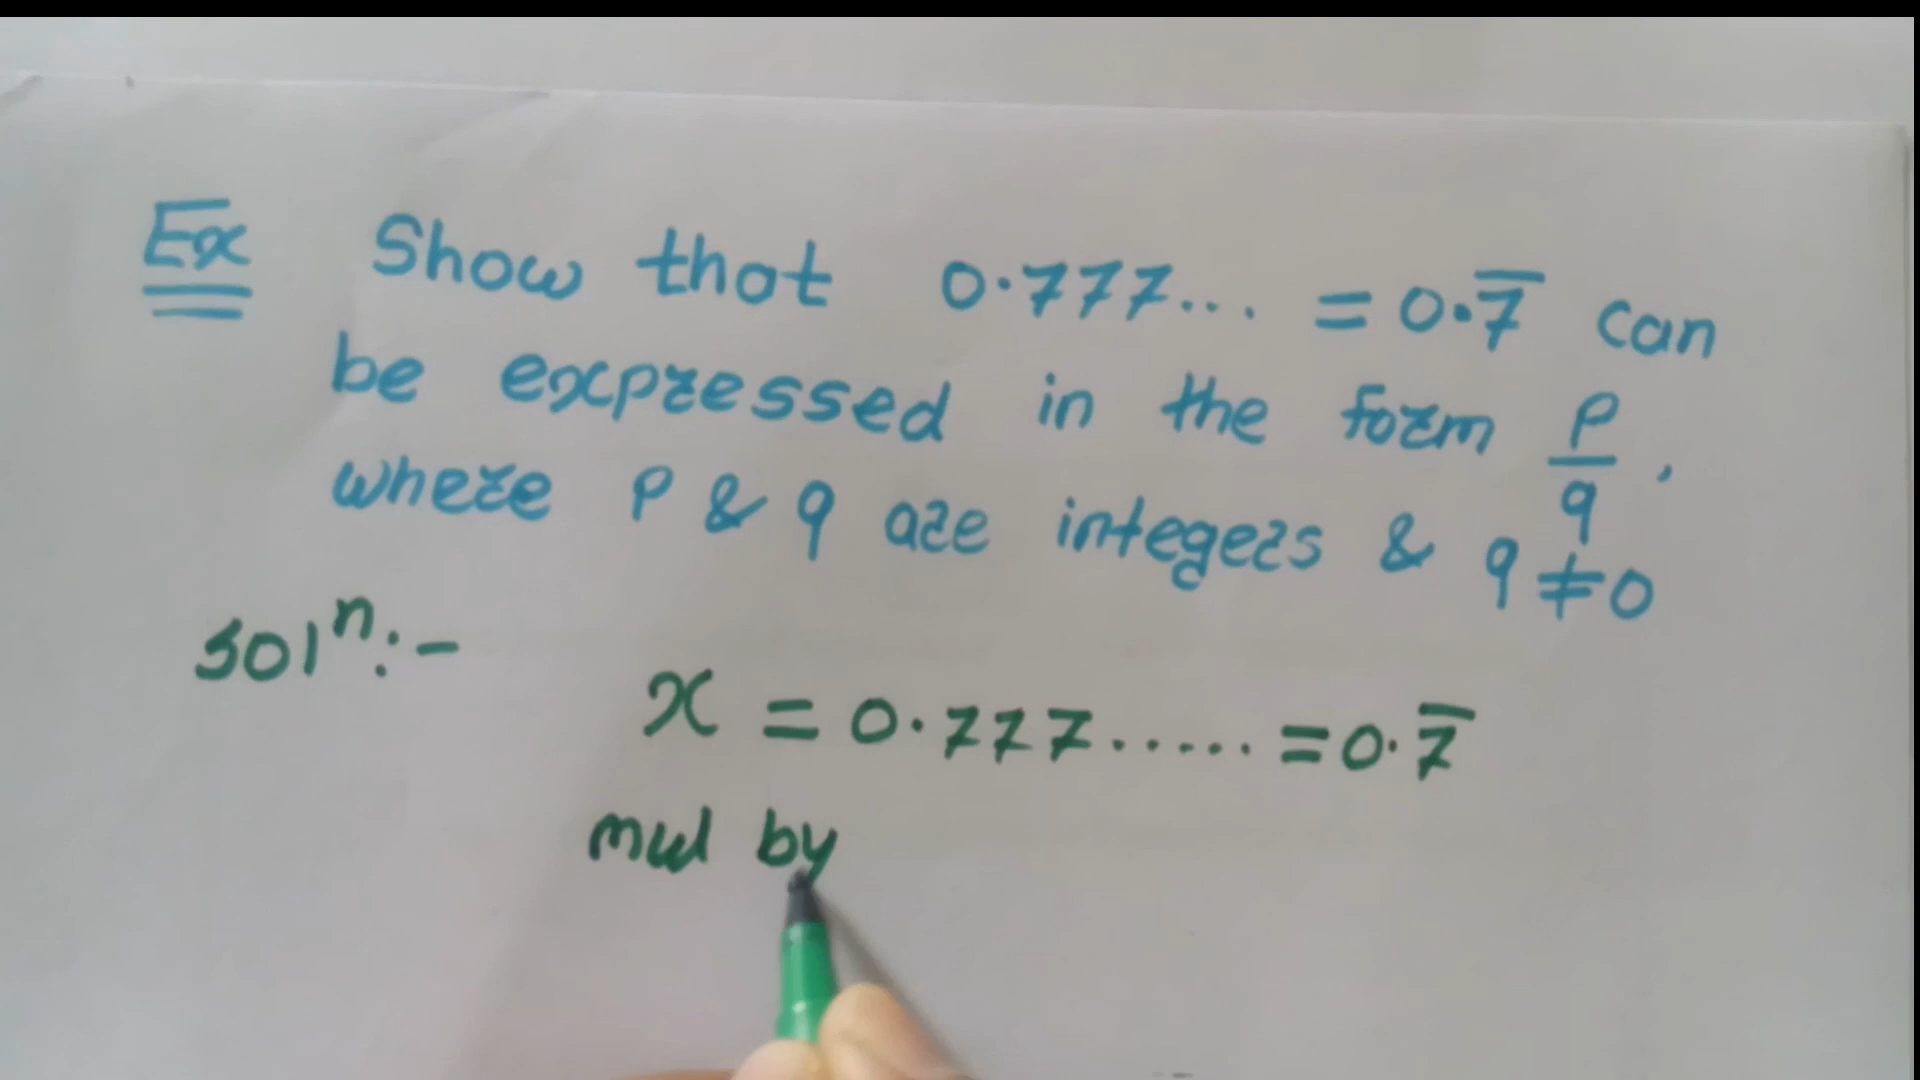 Ex Show that 0.777... = 0.7̅ can
be expressed in the form p/q,
where p & q are integers & q ≠ 0
solⁿ:-
x = 0.777..... = 0.7̅
mul by